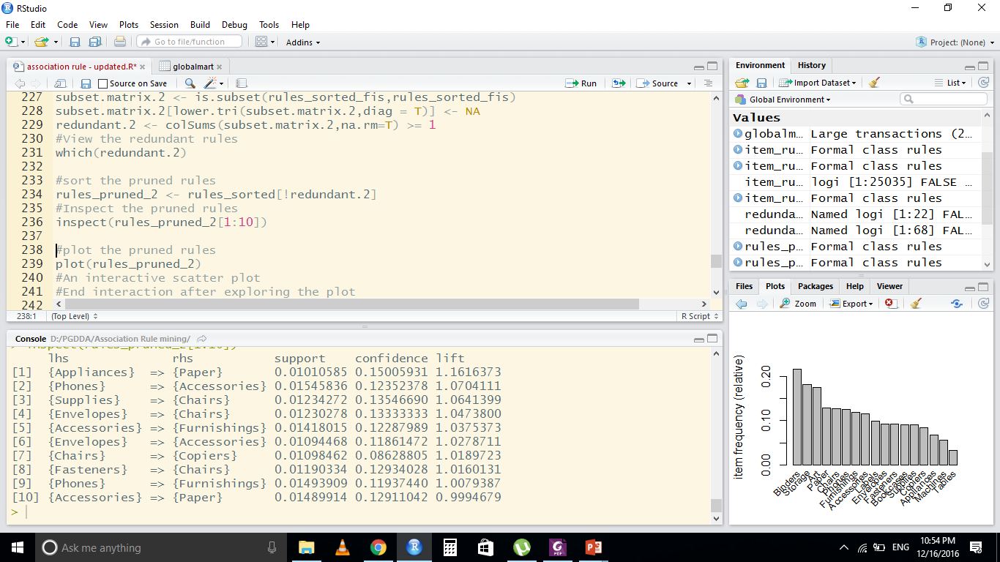 RStudio
File Edit Code View Plots Session Build Debug Tools Help
Go to file/function Addins Project: (None)
association rule - updated.R* globalmart
Source on Save Run Source
227 subset.matrix.2 <- is.subset(rules_sorted_fis,rules_sorted_fis)
228 subset.matrix.2[lower.tri(subset.matrix.2,diag = T)] <- NA
229 redundant.2 <- colSums(subset.matrix.2,na.rm=T) >= 1
230 #View the redundant rules
231 which(redundant.2)
232
233 #sort the pruned rules
234 rules_pruned_2 <- rules_sorted[!redundant.2]
235 #Inspect the pruned rules
236 inspect(rules_pruned_2[1:10])
237
238 #plot the pruned rules
239 plot(rules_pruned_2)
240 #An interactive scatter plot
241 #End interaction after exploring the plot
242
238:1 (Top Level) R Script
Console D:/PGDDA/Association Rule mining/
> inspect(rules_pruned_2[1:10])
lhs rhs support confidence lift
[1] {Appliances} => {Paper} 0.01010585 0.15005931 1.1616373
[2] {Phones} => {Accessories} 0.01545836 0.12352378 1.0704111
[3] {Supplies} => {Chairs} 0.01234272 0.13546690 1.0641399
[4] {Envelopes} => {Chairs} 0.01230278 0.13333333 1.0473800
[5] {Accessories} => {Furnishings} 0.01418015 0.12287989 1.0375373
[6] {Envelopes} => {Accessories} 0.01094468 0.11861472 1.0278711
[7] {Chairs} => {Copiers} 0.01098462 0.08628805 1.0189723
[8] {Fasteners} => {Chairs} 0.01190334 0.12934028 1.0160131
[9] {Phones} => {Furnishings} 0.01493909 0.11937440 1.0079387
[10] {Accessories} => {Paper} 0.01489914 0.12911042 0.9994679
>
Environment History
Import Dataset List
Global Environment
Values
globalm... Large transactions (2...
item_ru... Formal class rules
item_ru... Formal class rules
item_ru... logi [1:25035] FALSE ...
item_ru... Formal class rules
redunda... Named logi [1:22] FAL...
redunda... Named logi [1:68] FAL...
rules_p... Formal class rules
rules_p... Formal class rules
Files Plots Packages Help Viewer
Zoom Export
item frequency (relative)
0.20
0.10
0.00
Binders
Storage
Art
Paper
Chairs
Phones
Furnishings
Accessories
Labels
Envelopes
Fasteners
Bookcases
Supplies
Copiers
Appliances
Machines
Tables
Ask me anything
ENG
10:54 PM
12/16/2016